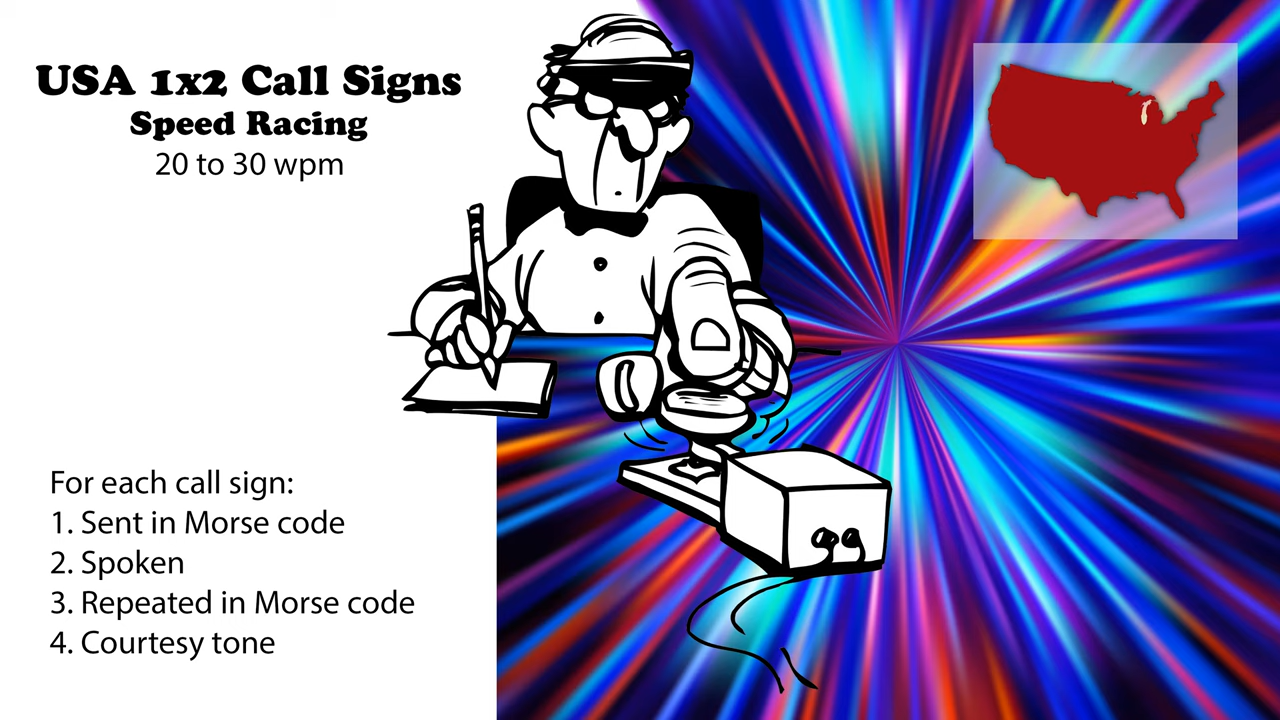 USA 1x2 Call Signs
Speed Racing
20 to 30 wpm
For each call sign:
1. Sent in Morse code
2. Spoken
3. Repeated in Morse code
4. Courtesy tone